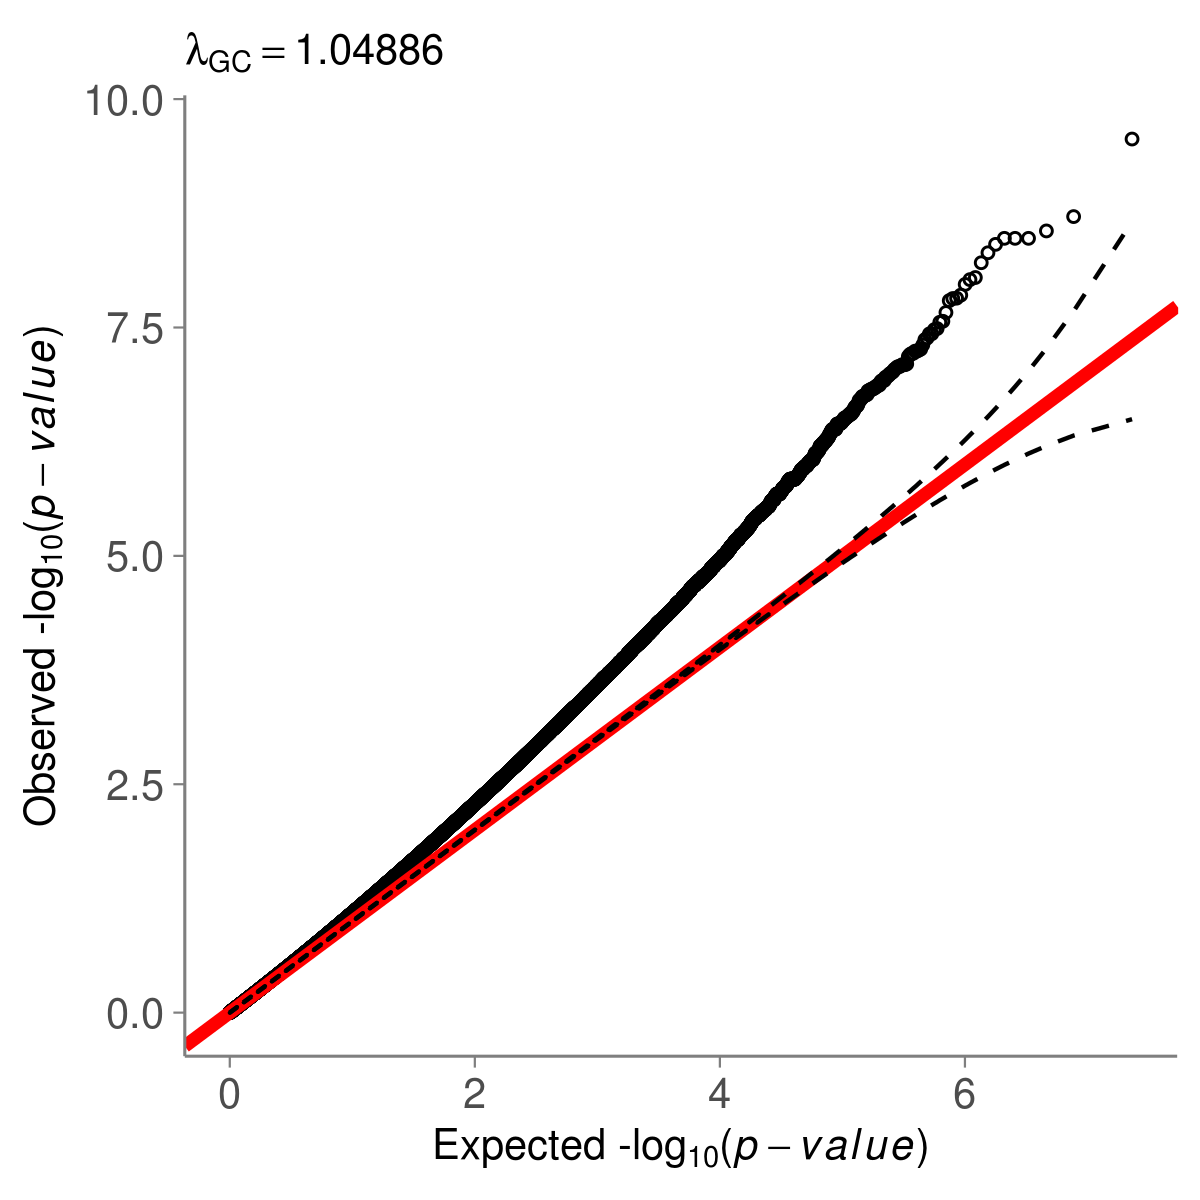 λGC = 1.04886
10.0
7.5
5.0
2.5
0.0
Observed -log10(p − value)
0 2 4 6
Expected -log10(p − value)